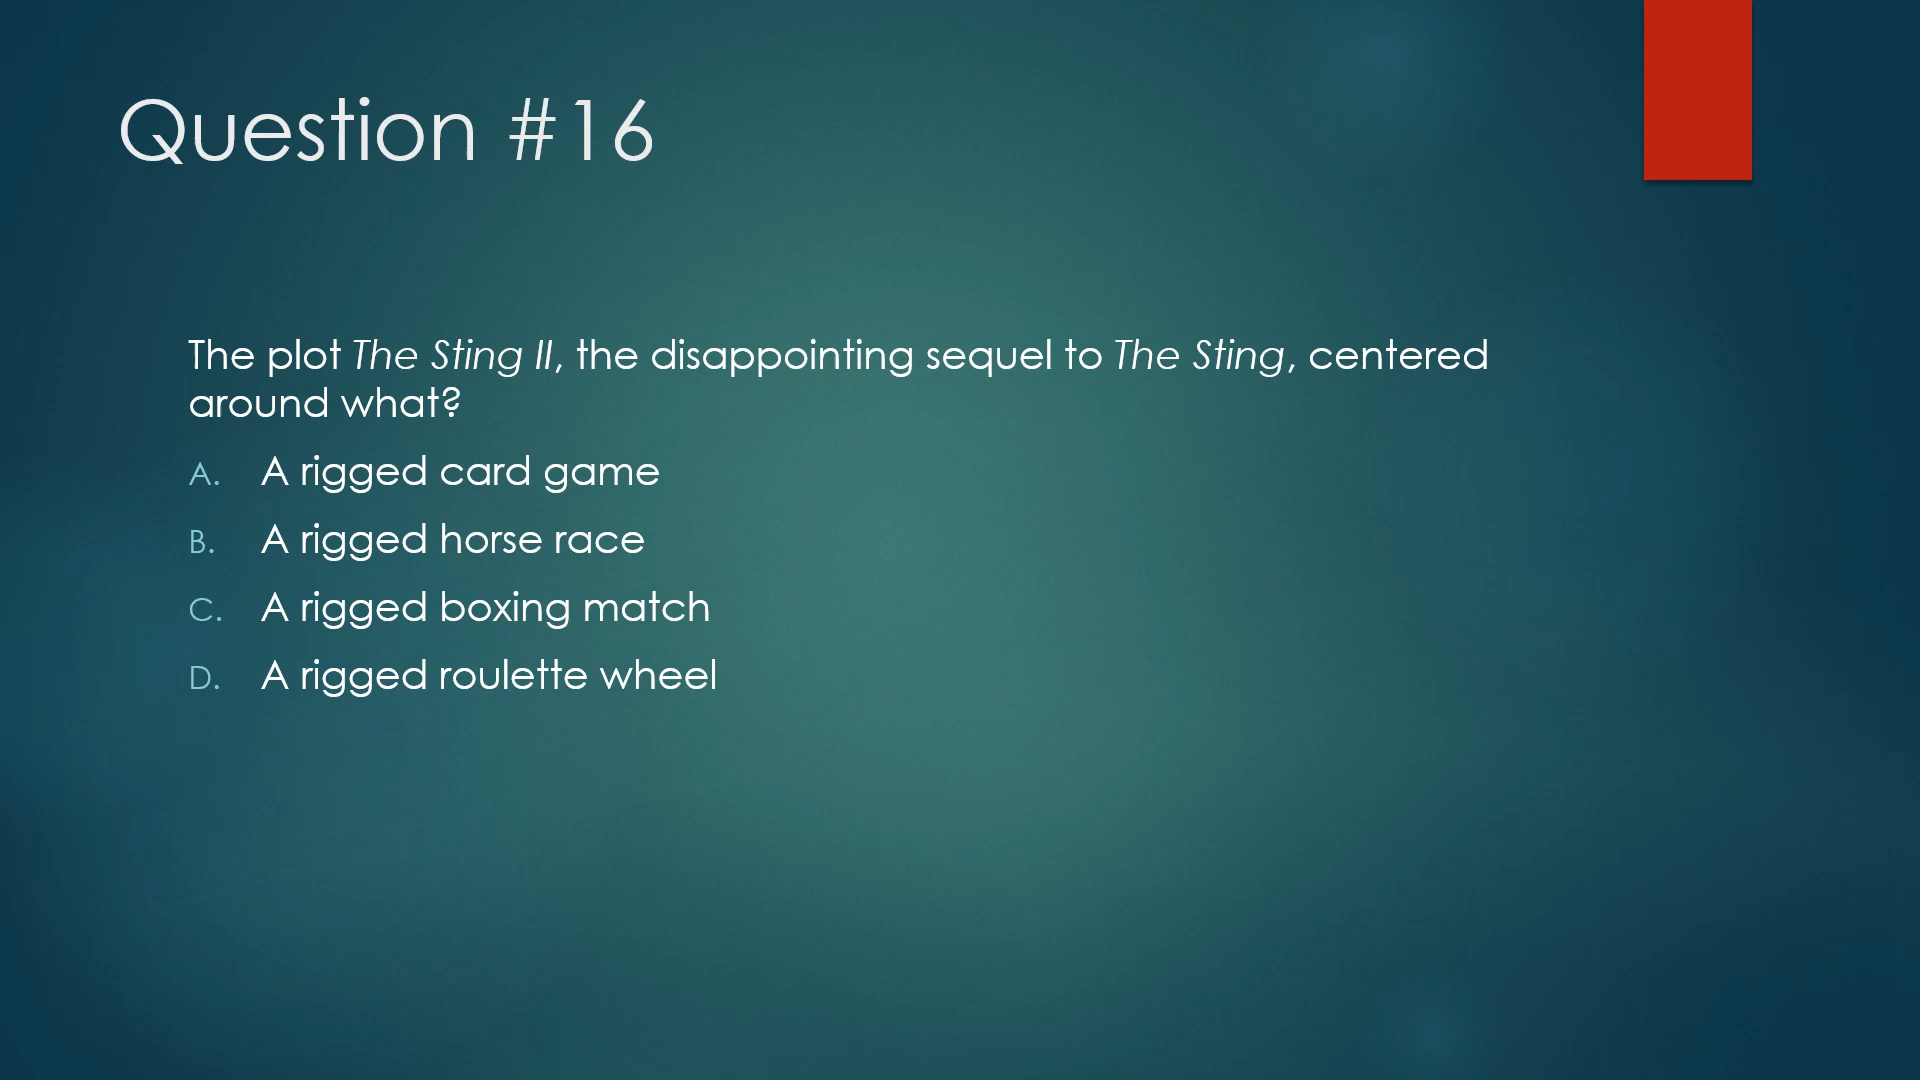 Question #16
The plot The Sting II, the disappointing sequel to The Sting, centered
around what?
A. A rigged card game
B. A rigged horse race
C. A rigged boxing match
D. A rigged roulette wheel